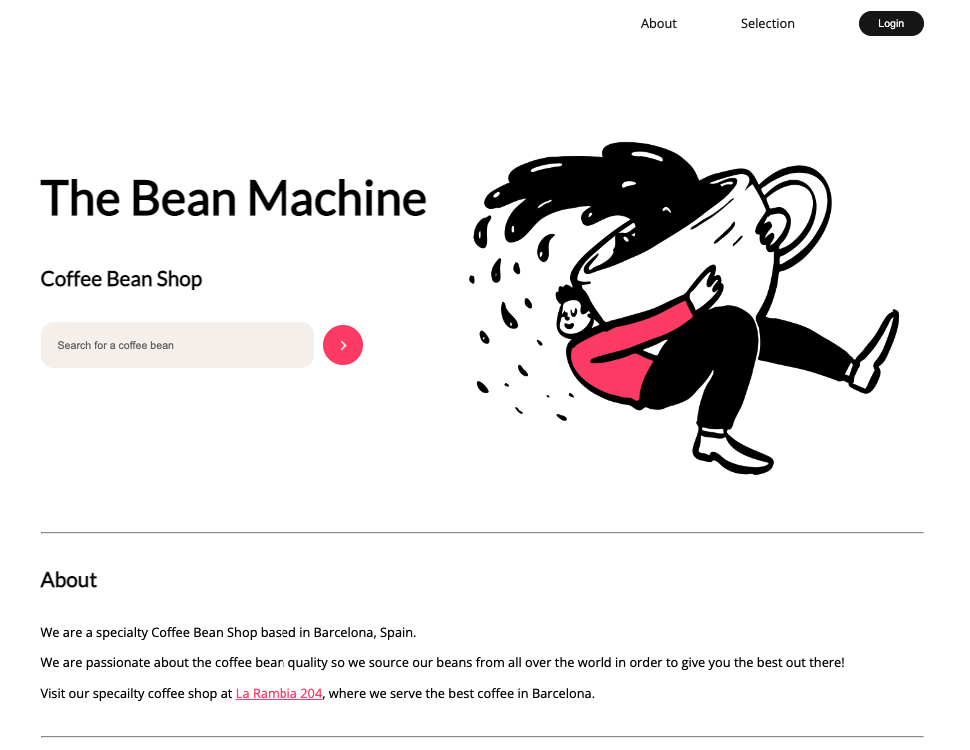 About
Selection
Login
The Bean Machine
Coffee Bean Shop
Search for a coffee bean
About
We are a specialty Coffee Bean Shop based in Barcelona, Spain.
We are passionate about the coffee bean quality so we source our beans from all over the world in order to give you the best out there!
Visit our specailty coffee shop at La Rambia 204, where we serve the best coffee in Barcelona.